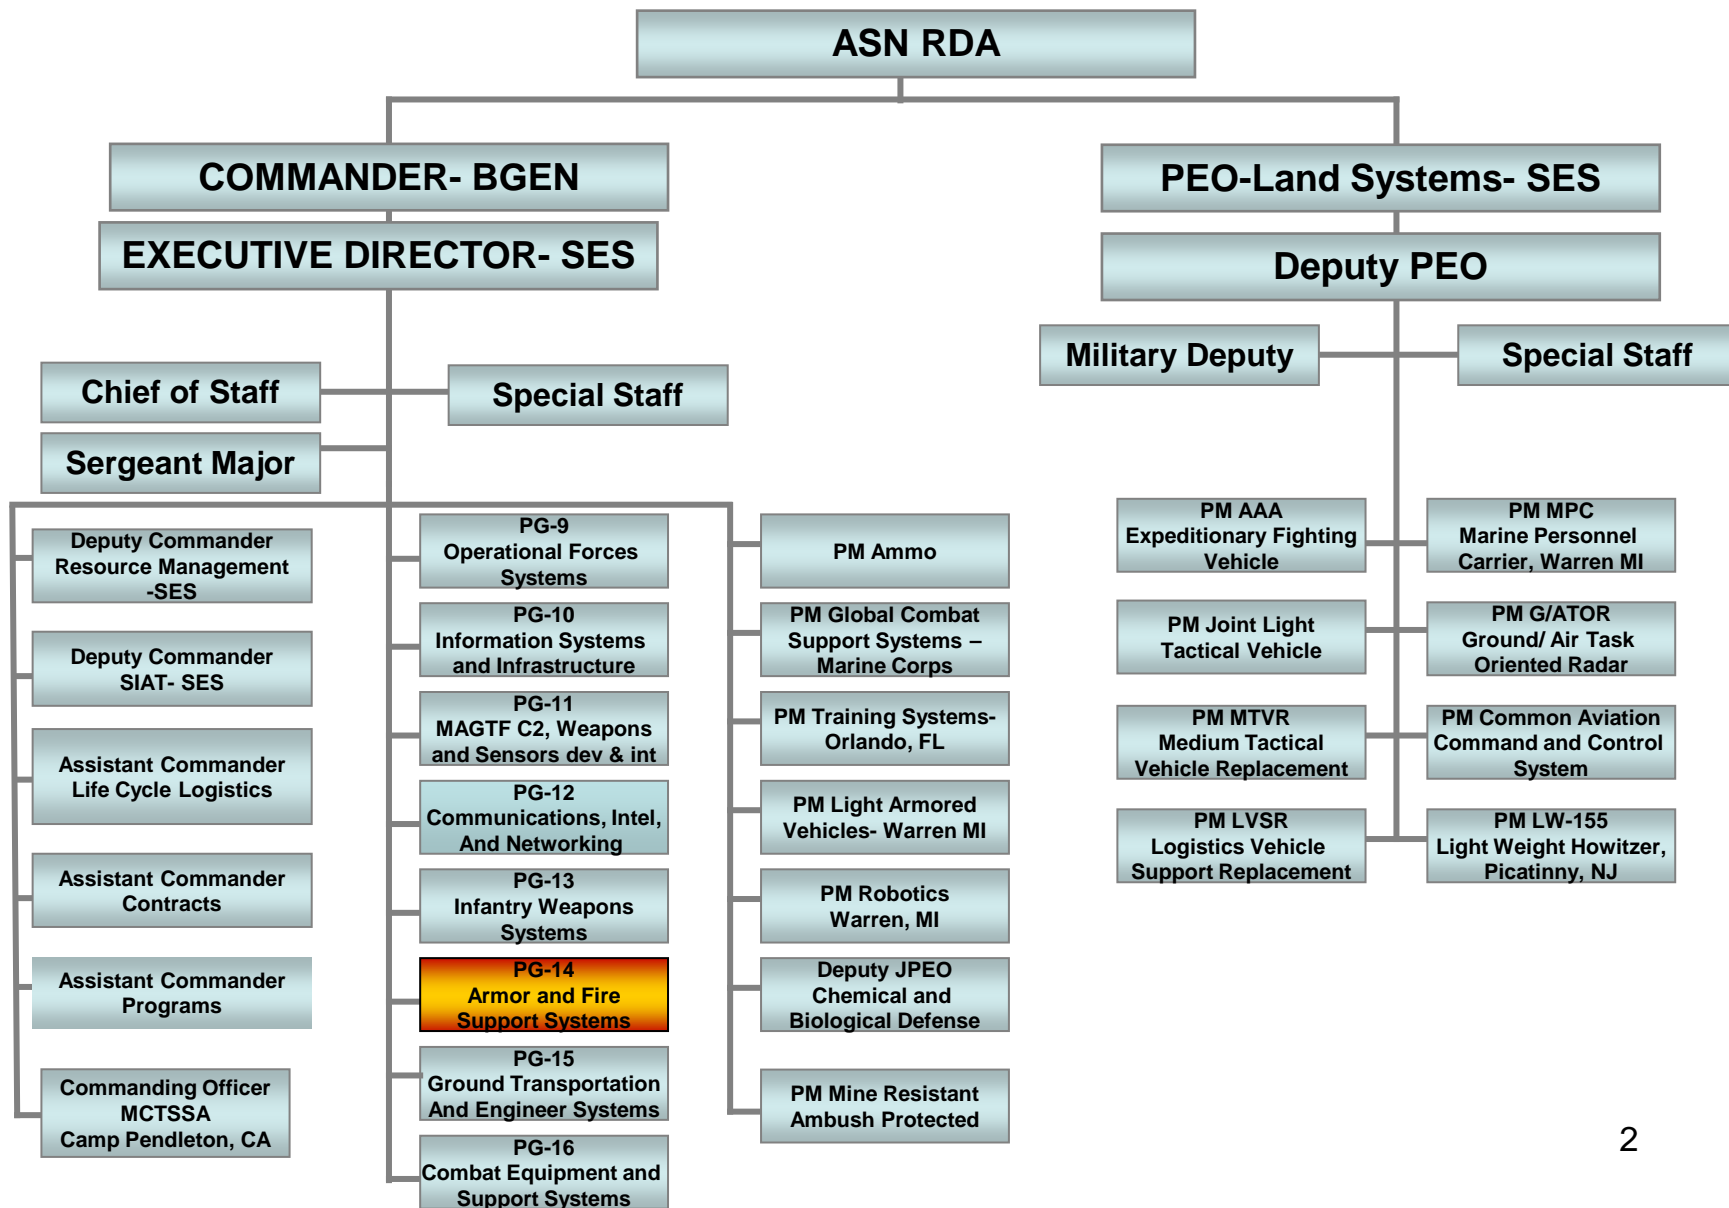 ASN RDA
COMMANDER- BGEN
EXECUTIVE DIRECTOR- SES
Chief of Staff
Special Staff
Sergeant Major
Deputy Commander
Resource Management
-SES
Deputy Commander
SIAT- SES
Assistant Commander
Life Cycle Logistics
Assistant Commander
Contracts
Assistant Commander
Programs
Commanding Officer
MCTSSA
Camp Pendleton, CA
PG-9
Operational Forces
Systems
PG-10
Information Systems
and Infrastructure
PG-11
MAGTF C2, Weapons
and Sensors dev & int
PG-12
Communications, Intel,
And Networking
PG-13
Infantry Weapons
Systems
PG-14
Armor and Fire
Support Systems
PG-15
Ground Transportation
And Engineer Systems
PG-16
Combat Equipment and
Support Systems
PM Ammo
PM Global Combat
Support Systems –
Marine Corps
PM Training Systems-
Orlando, FL
PM Light Armored
Vehicles- Warren MI
PM Robotics
Warren, MI
Deputy JPEO
Chemical and
Biological Defense
PM Mine Resistant
Ambush Protected
PEO-Land Systems- SES
Deputy PEO
Military Deputy
Special Staff
PM AAA
Expeditionary Fighting
Vehicle
PM MPC
Marine Personnel
Carrier, Warren MI
PM Joint Light
Tactical Vehicle
PM G/ATOR
Ground/ Air Task
Oriented Radar
PM MTVR
Medium Tactical
Vehicle Replacement
PM Common Aviation
Command and Control
System
PM LVSR
Logistics Vehicle
Support Replacement
PM LW-155
Light Weight Howitzer,
Picatinny, NJ
2